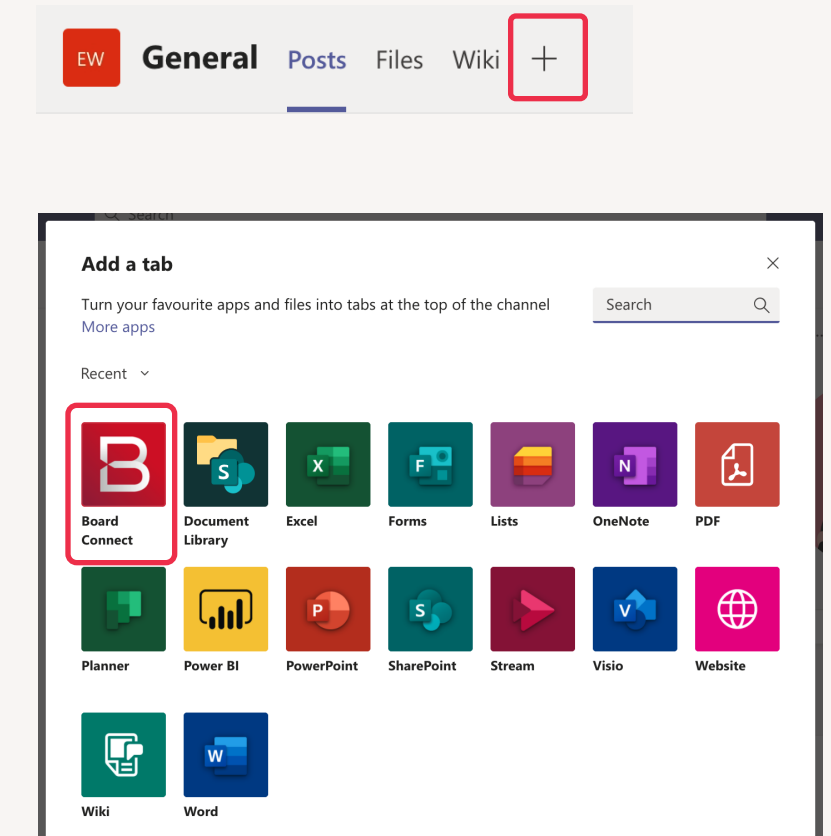 EW General Posts Files Wiki
Search
Add a tab
Turn your favourite apps and files into tabs at the top of the channel
Search
More apps
Recent
B
S
X
F
N
Board Connect
Document Library
Excel
Forms
Lists
OneNote
PDF
P
S
V
Planner
Power BI
PowerPoint
SharePoint
Stream
Visio
Website
W
Wiki
Word